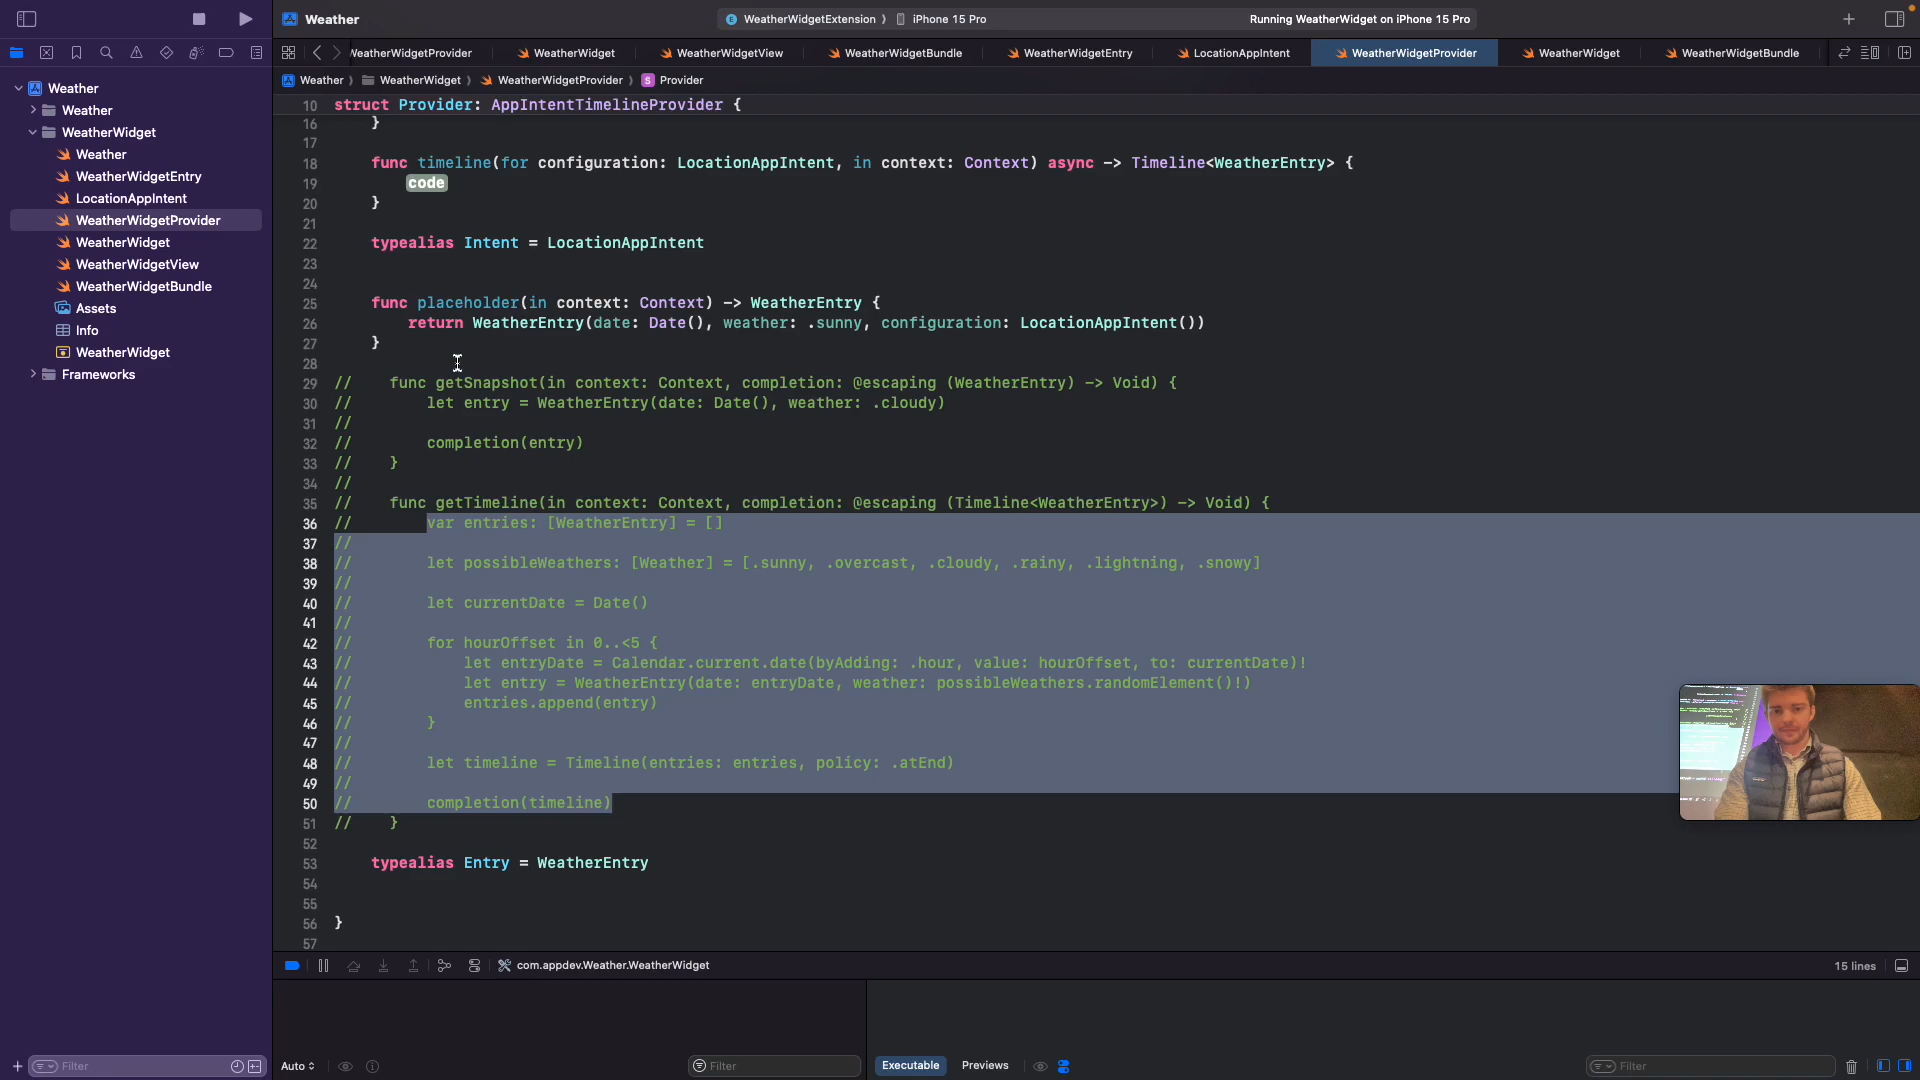 Weather
WeatherWidgetExtension ⟩ iPhone 15 Pro
Running WeatherWidget on iPhone 15 Pro
WeatherWidgetProvider
WeatherWidget
WeatherWidgetView
WeatherWidgetBundle
WeatherWidgetEntry
LocationAppIntent
WeatherWidgetProvider
WeatherWidget
WeatherWidgetBundle
Weather ⟩ WeatherWidget ⟩ WeatherWidgetProvider ⟩ S Provider
Weather
Weather
WeatherWidget
Weather
WeatherWidgetEntry
LocationAppIntent
WeatherWidgetProvider
WeatherWidget
WeatherWidgetView
WeatherWidgetBundle
Assets
Info
WeatherWidget
Frameworks
10 struct Provider: AppIntentTimelineProvider {
16 }
17
18 func timeline(for configuration: LocationAppIntent, in context: Context) async -> Timeline<WeatherEntry> {
19 code
20 }
21
22 typealias Intent = LocationAppIntent
23
24
25 func placeholder(in context: Context) -> WeatherEntry {
26 return WeatherEntry(date: Date(), weather: .sunny, configuration: LocationAppIntent())
27 }
28
29 // func getSnapshot(in context: Context, completion: @escaping (WeatherEntry) -> Void) {
30 // let entry = WeatherEntry(date: Date(), weather: .cloudy)
31 //
32 // completion(entry)
33 // }
34 //
35 // func getTimeline(in context: Context, completion: @escaping (Timeline<WeatherEntry>) -> Void) {
36 // var entries: [WeatherEntry] = []
37 //
38 // let possibleWeathers: [Weather] = [.sunny, .overcast, .cloudy, .rainy, .lightning, .snowy]
39 //
40 // let currentDate = Date()
41 //
42 // for hourOffset in 0..<5 {
43 // let entryDate = Calendar.current.date(byAdding: .hour, value: hourOffset, to: currentDate)!
44 // let entry = WeatherEntry(date: entryDate, weather: possibleWeathers.randomElement()!)
45 // entries.append(entry)
46 // }
47 //
48 // let timeline = Timeline(entries: entries, policy: .atEnd)
49 //
50 // completion(timeline)
51 // }
52
53 typealias Entry = WeatherEntry
54
55
56 }
57
com.appdev.Weather.WeatherWidget
15 lines
Filter
Auto
Filter
Executable
Previews
Filter